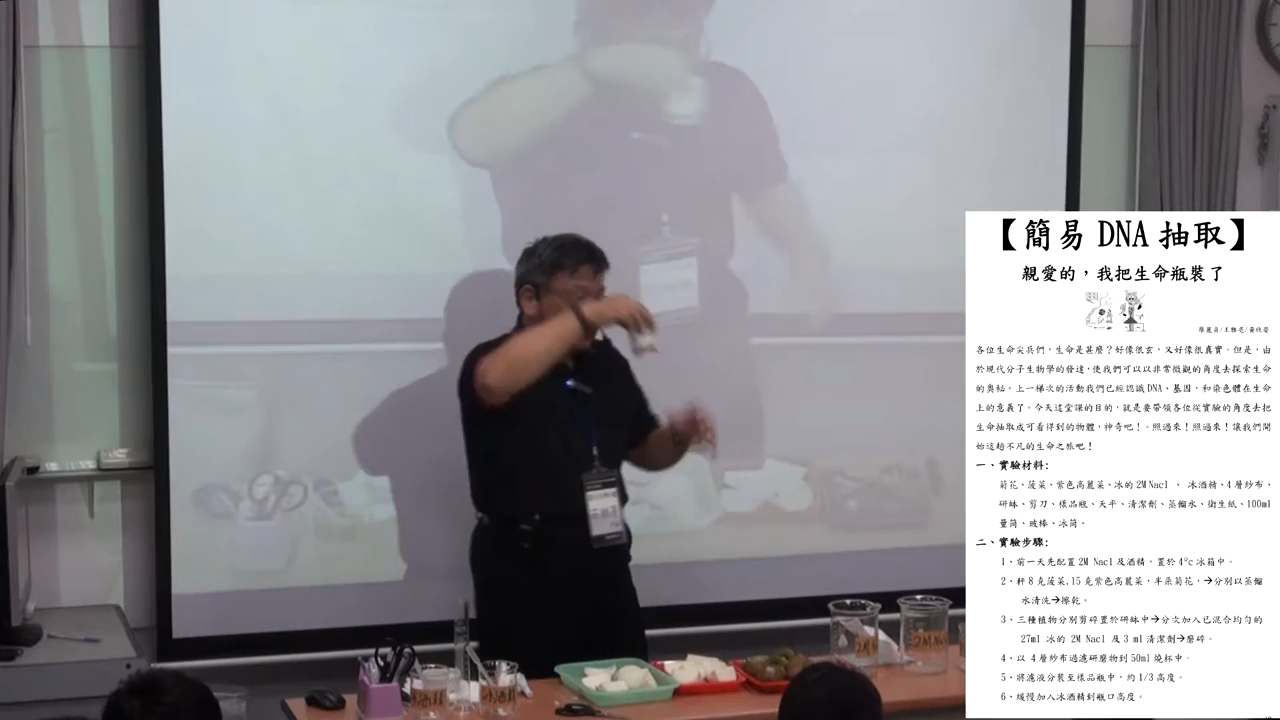 【簡易 DNA 抽取】
親愛的，我把生命瓶裝了
各位生命尖兵們，生命是甚麼？好像很玄，又好像很真實。但是，由
於現代分子生物學的發達，使我們可以以非常微觀的角度去探索生命
的奧秘。上一梯次的活動我們已經認識 DNA、基因，和染色體在生命
上的意義了。今天這堂課的目的，就是要帶領各位從實驗的角度去把
生命抽取成可看得到的物體，神奇吧！。照過來！照過來！讓我們開
始這趟不凡的生命之旅吧！
一、實驗材料：
菊花、菠菜、紫色高麗菜、冰的 2M Nacl 、 冰酒精、4 層紗布、
研缽、剪刀、樣品瓶、天平、清潔劑、蒸餾水、衛生紙、100ml
量筒、玻棒、冰筒。
二、實驗步驟：
1、前一天先配置 2M Nacl 及酒精，置於 4°c 冰箱中。
2、秤 8 克菠菜,15 克紫色高麗菜，半朵菊花，→分別以蒸餾
水清洗→擦乾。
3、三種植物分別剪碎置於研缽中→分次加入已混合均勻的
27ml 冰的 2M Nacl 及 3 ml 清潔劑→磨碎。
4、以 4 層紗布過濾研磨物到 50ml 燒杯中。
5、將濾液分裝至樣品瓶中，約 1/3 高度。
6、緩慢加入冰酒精到瓶口高度。